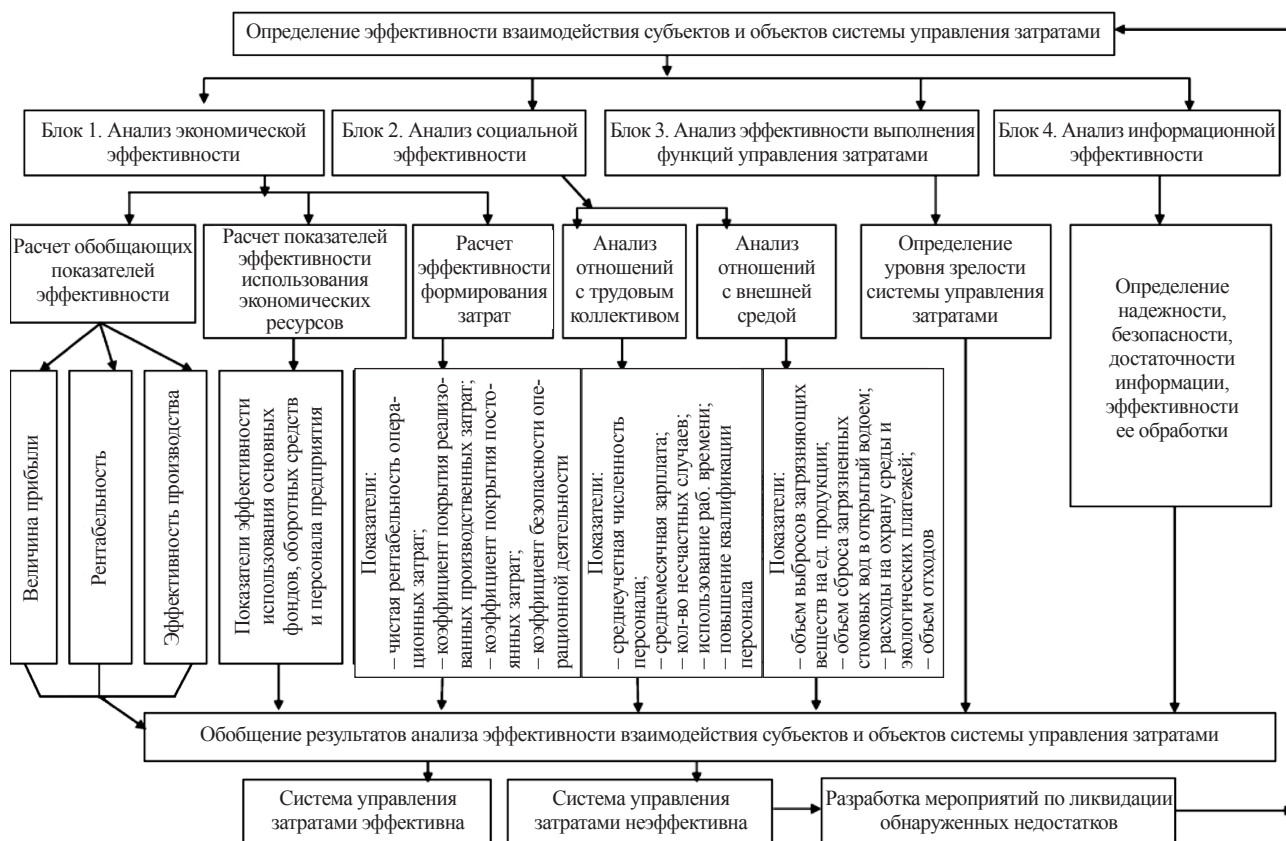 Определение эффективности взаимодействия субъектов и объектов системы управления затратами
Блок 1. Анализ экономической
эффективности
Блок 2. Анализ социальной
эффективности
Блок 3. Анализ эффективности выполнения
функций управления затратами
Блок 4. Анализ информационной
эффективности
Расчет обобщающих
показателей
эффективности
Расчет показателей
эффективности
использования
экономических
ресурсов
Расчет
эффективности
формирования
затрат
Анализ
отношений
с трудовым
коллективом
Анализ
отношений
с внешней
средой
Определение
уровня зрелости
системы управления
затратами
Определение
надежности,
безопасности,
достаточности
информации,
эффективности
ее обработки
Величина прибыли
Рентабельность
Эффективность производства
Показатели эффективности
использования основных
фондов, оборотных средств
и персонала предприятия
Показатели:
– чистая рентабельность опера-
ционных затрат;
– коэффициент покрытия реализо-
ванных производственных затрат;
– коэффициент покрытия посто-
янных затрат;
– коэффициент безопасности опе-
рационной деятельности
Показатели:
– среднеучетная численность
персонала;
– среднемесячная зарплата;
– кол-во несчастных случаев;
– использование раб. времени;
– повышение квалификации
персонала
Показатели:
– объем выбросов загрязняющих
веществ на ед. продукции;
– объем сброса загрязненных
стоковых вод в открытый водоем;
– расходы на охрану среды и
экологических платежей;
– объем отходов
Обобщение результатов анализа эффективности взаимодействия субъектов и объектов системы управления затратами
Система управления
затратами эффективна
Система управления
затратами неэффективна
Разработка мероприятий по ликвидации
обнаруженных недостатков